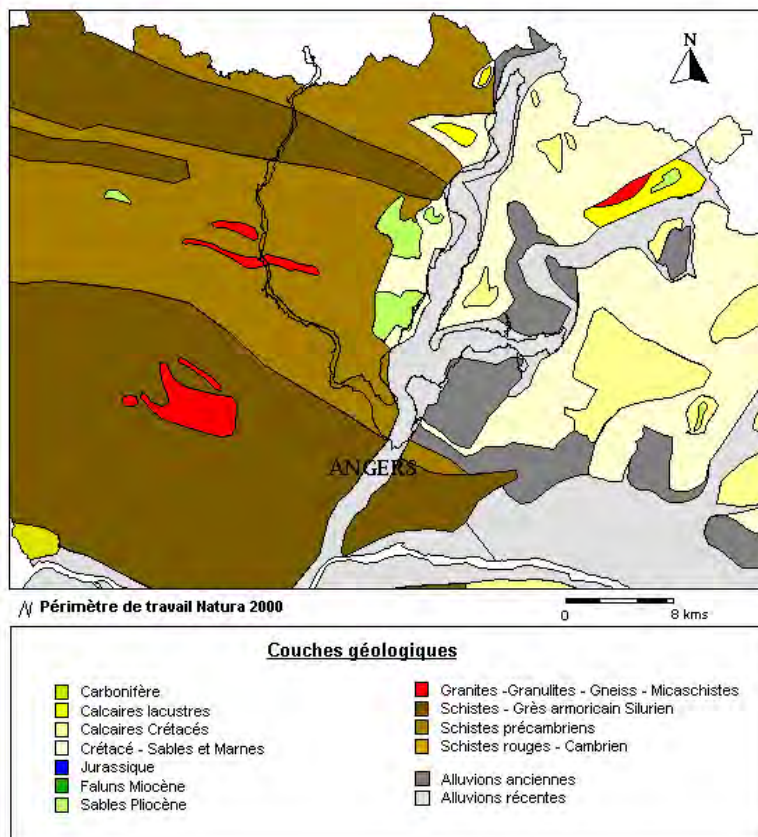 N
ANGERS
Périmètre de travail Natura 2000
0 8 kms
Couches géologiques
Carbonifère
Calcaires lacustres
Calcaires Crétacés
Crétacé - Sables et Marnes
Jurassique
Faluns Miocène
Sables Pliocène
Granites -Granulites - Gneiss - Micaschistes
Schistes - Grès armoricain Silurien
Schistes précambriens
Schistes rouges - Cambrien
Alluvions anciennes
Alluvions récentes